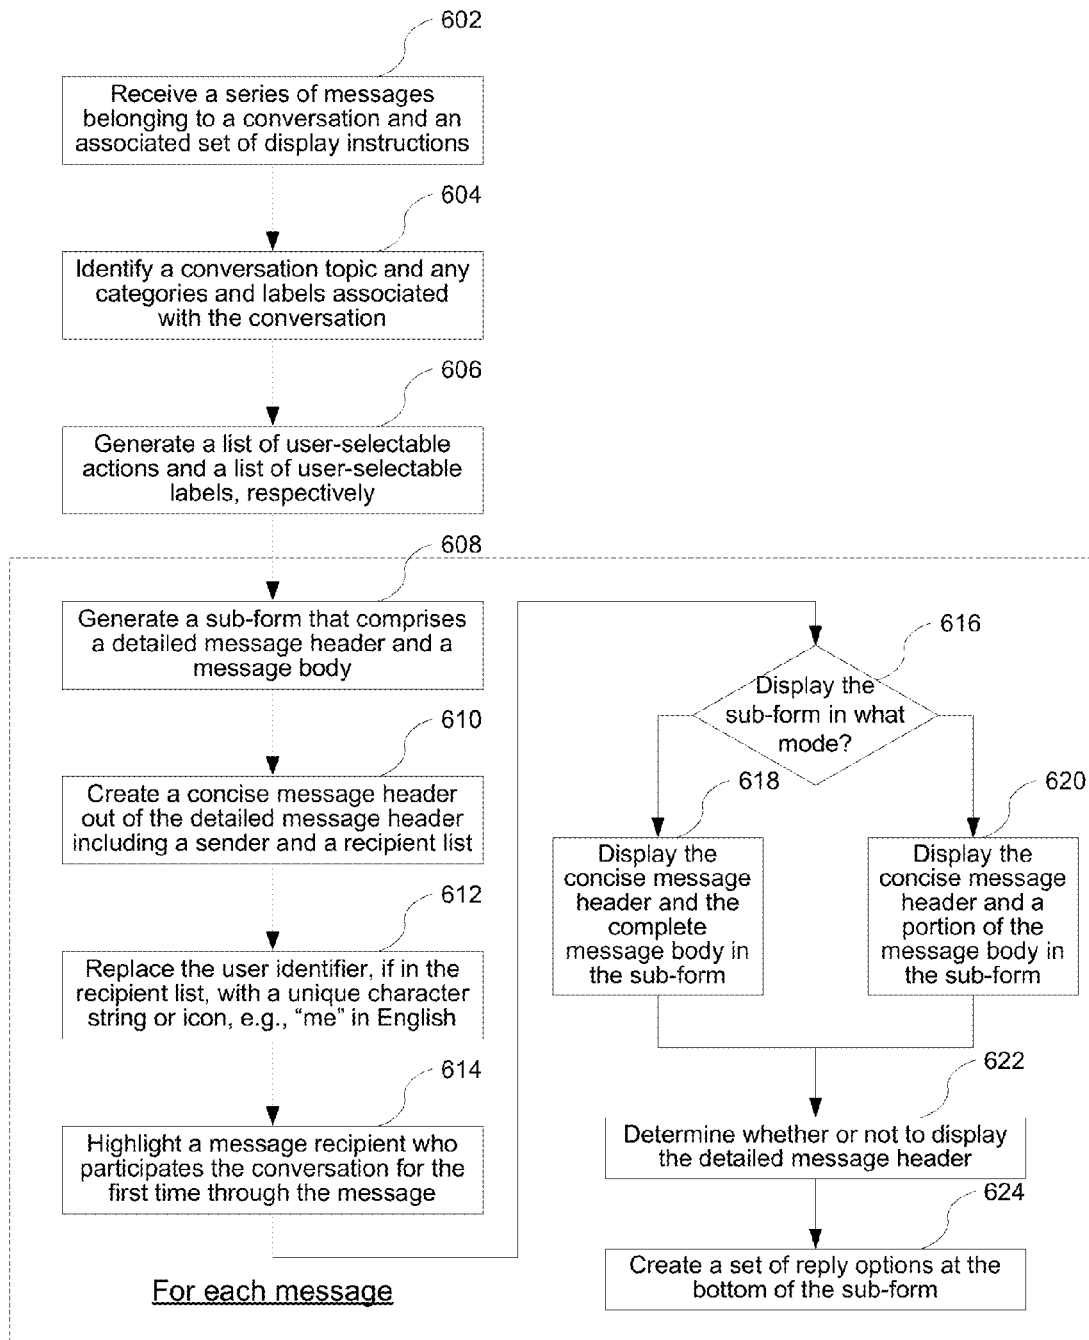 602
Receive a series of messages
belonging to a conversation and an
associated set of display instructions
604
Identify a conversation topic and any
categories and labels associated
with the conversation
606
Generate a list of user-selectable
actions and a list of user-selectable
labels, respectively
608
Generate a sub-form that comprises
a detailed message header and a
message body
610
Create a concise message header
out of the detailed message header
including a sender and a recipient list
612
Replace the user identifier, if in the
recipient list, with a unique character
string or icon, e.g., “me” in English
614
Highlight a message recipient who
participates the conversation for the
first time through the message
For each message
616
Display the
sub-form in what
mode?
618
Display the
concise message
header and the
complete
message body in
the sub-form
620
Display the
concise message
header and a
portion of the
message body in
the sub-form
622
Determine whether or not to display
the detailed message header
624
Create a set of reply options at the
bottom of the sub-form